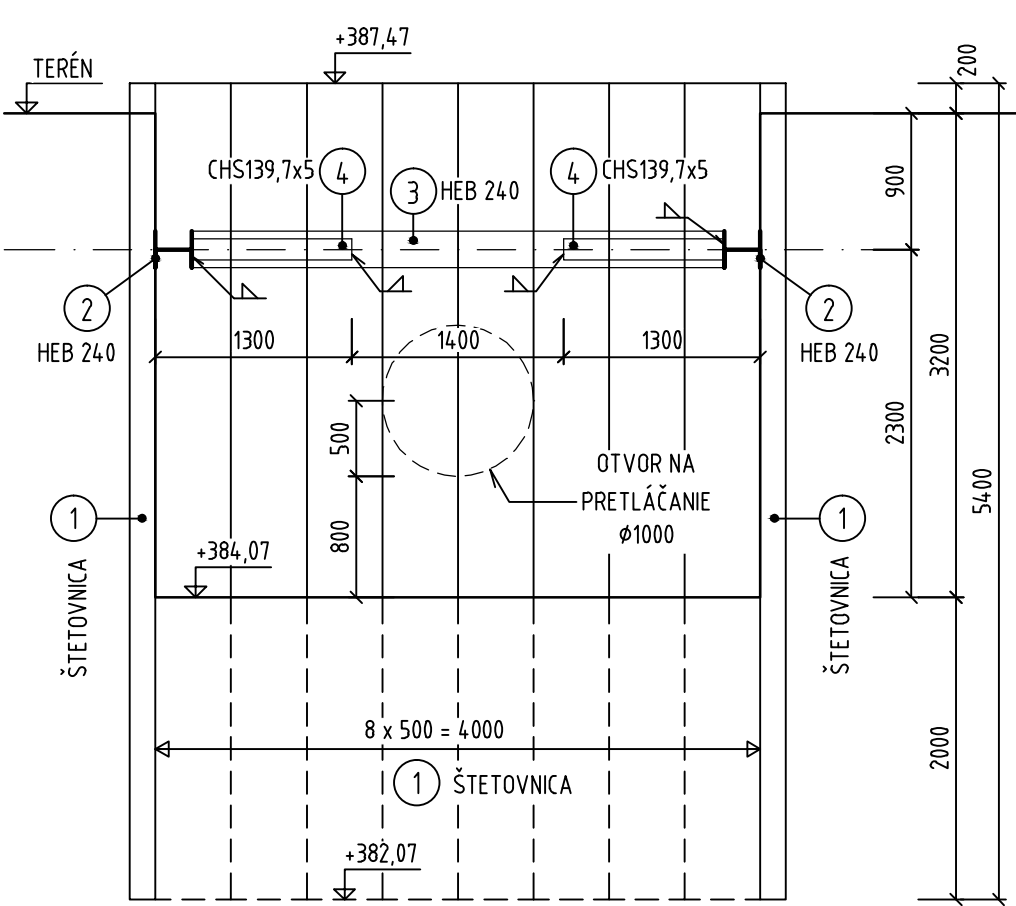 +387,47
TERÉN
200
CHS139,7x5
4
4
CHS139,7x5
3
HEB 240
900
2
HEB 240
2
HEB 240
1300
1400
1300
3200
500
2300
OTVOR NA
PRETLÁČANIE
ϕ1000
5400
1
ŠTETOVNICA
1
ŠTETOVNICA
800
+384,07
8 x 500 = 4000
1
ŠTETOVNICA
2000
+382,07